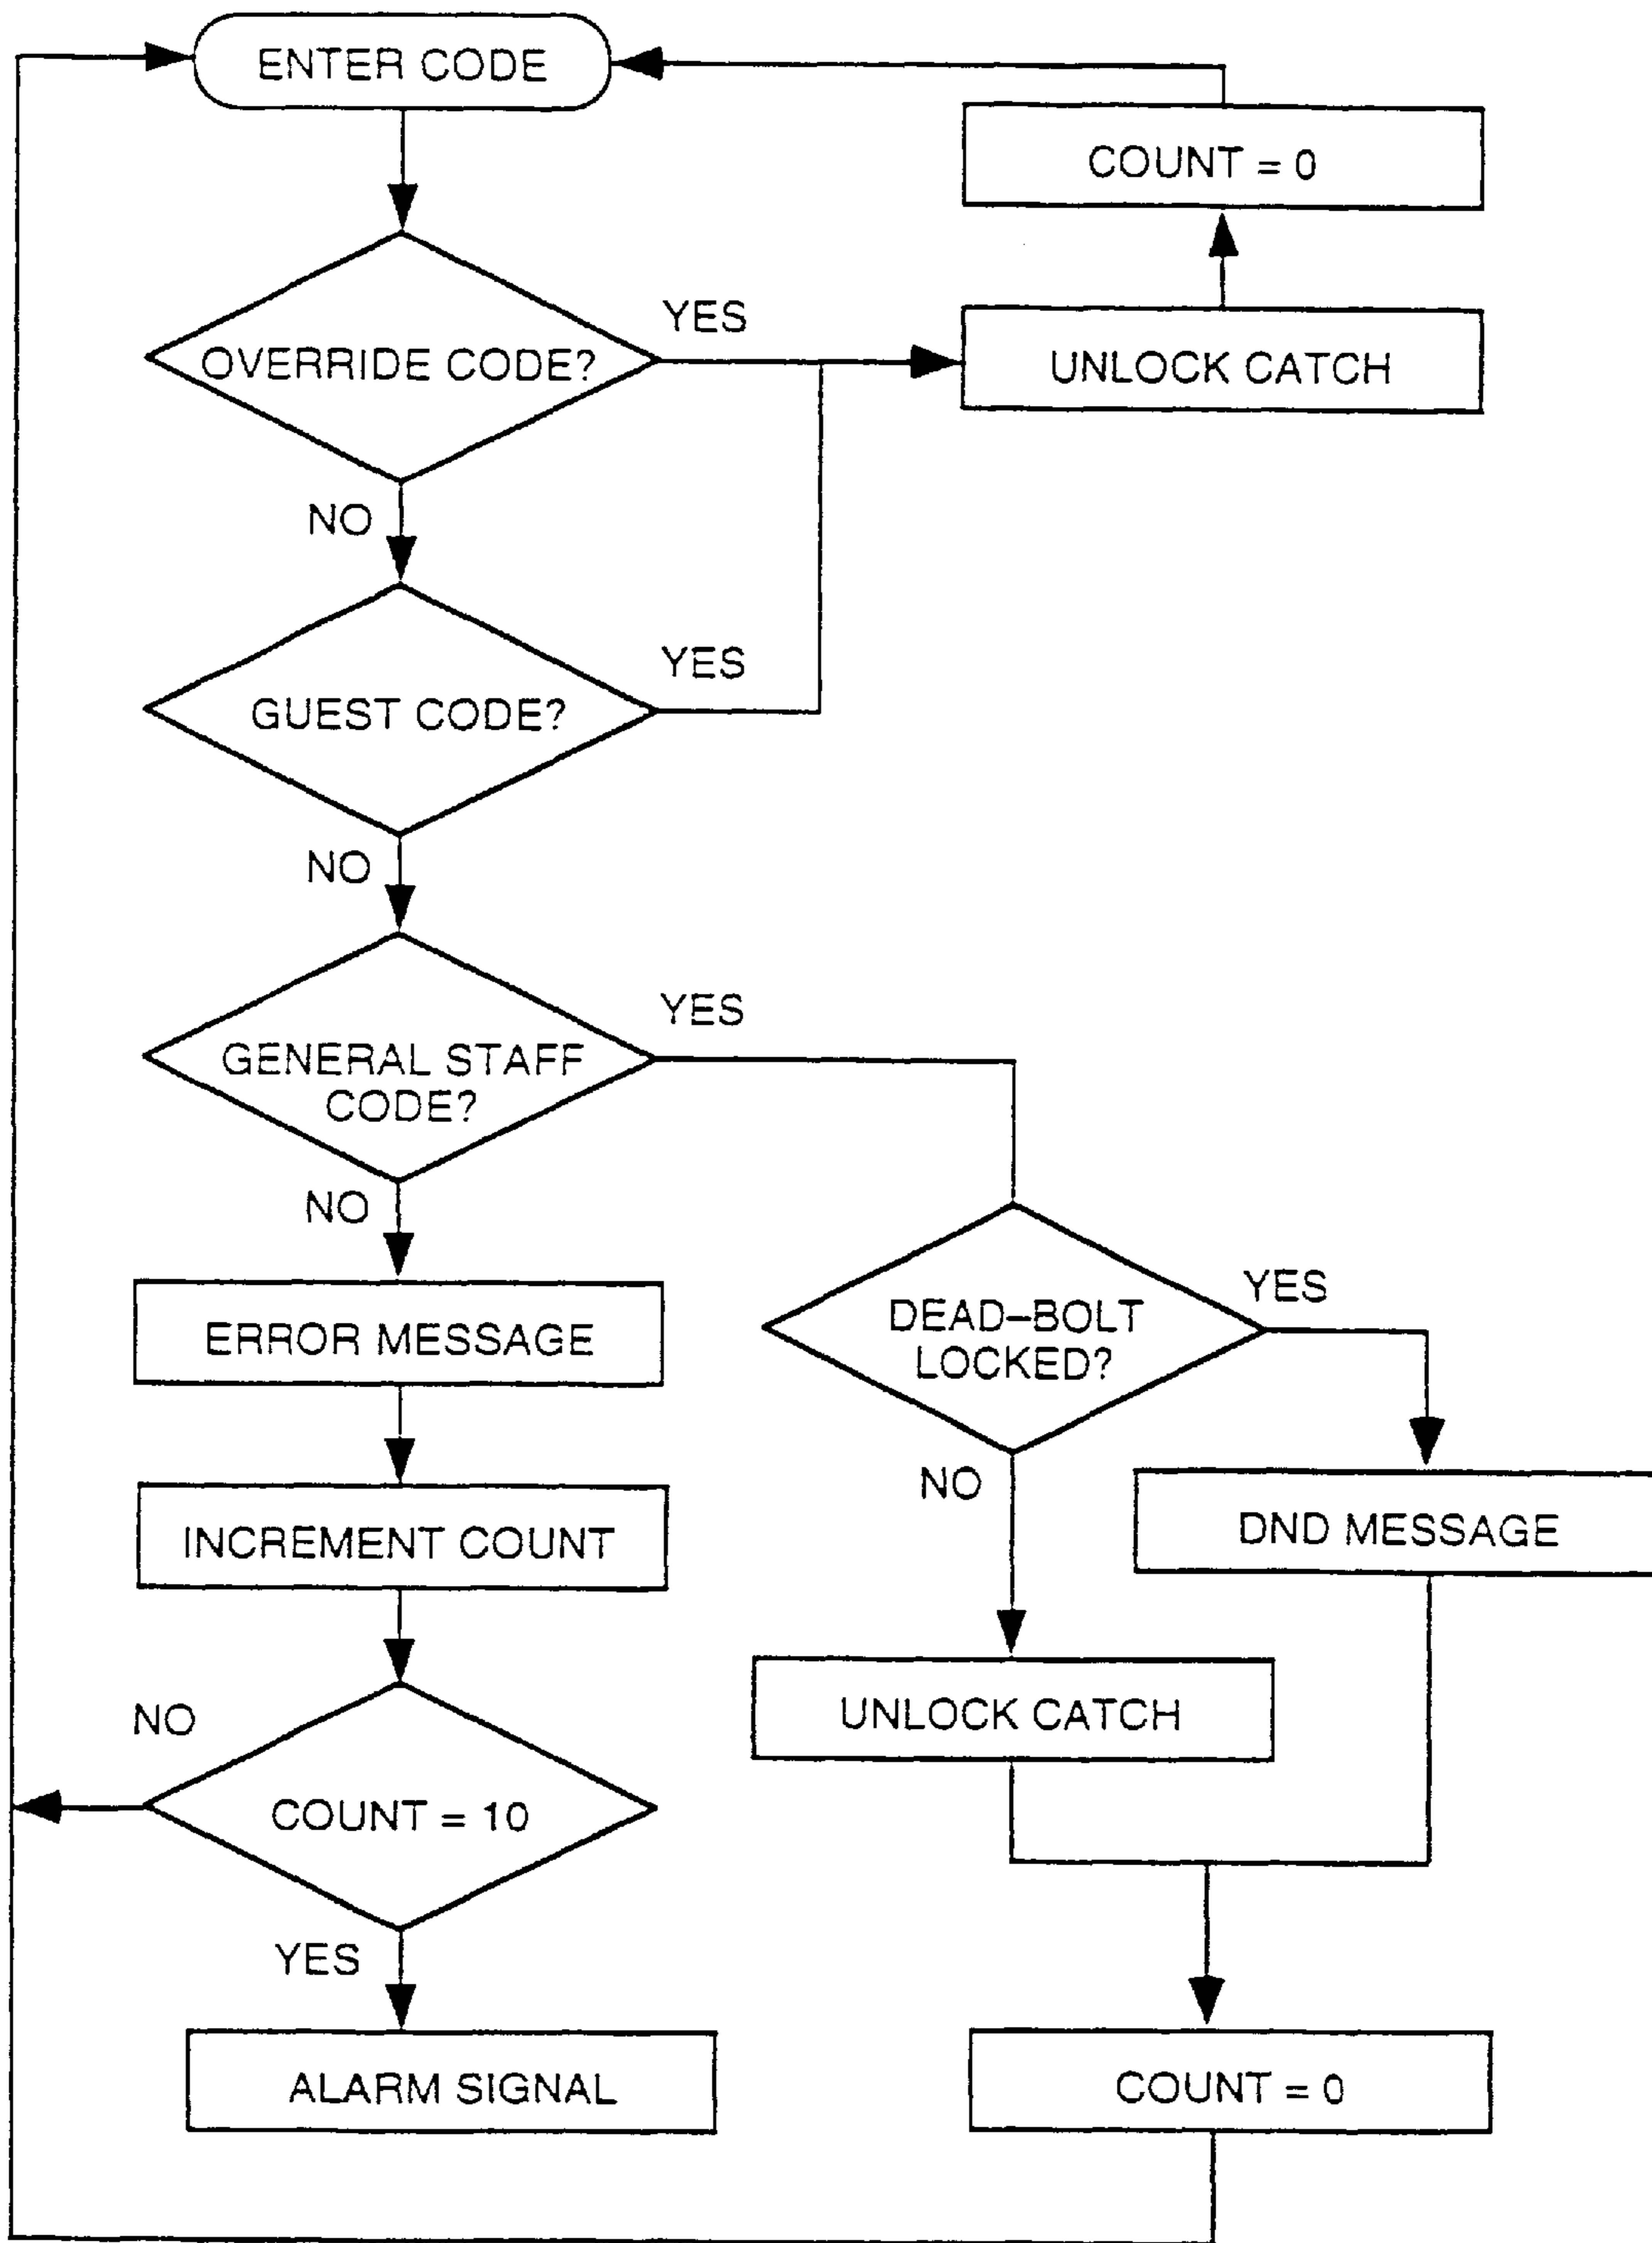 ENTER CODE
COUNT = 0
YES
OVERRIDE CODE?
UNLOCK CATCH
NO
YES
GUEST CODE?
NO
YES
GENERAL STAFF
CODE?
NO
YES
DEAD–BOLT
LOCKED?
ERROR MESSAGE
NO
DND MESSAGE
INCREMENT COUNT
UNLOCK CATCH
NO
COUNT = 10
YES
ALARM SIGNAL
COUNT = 0